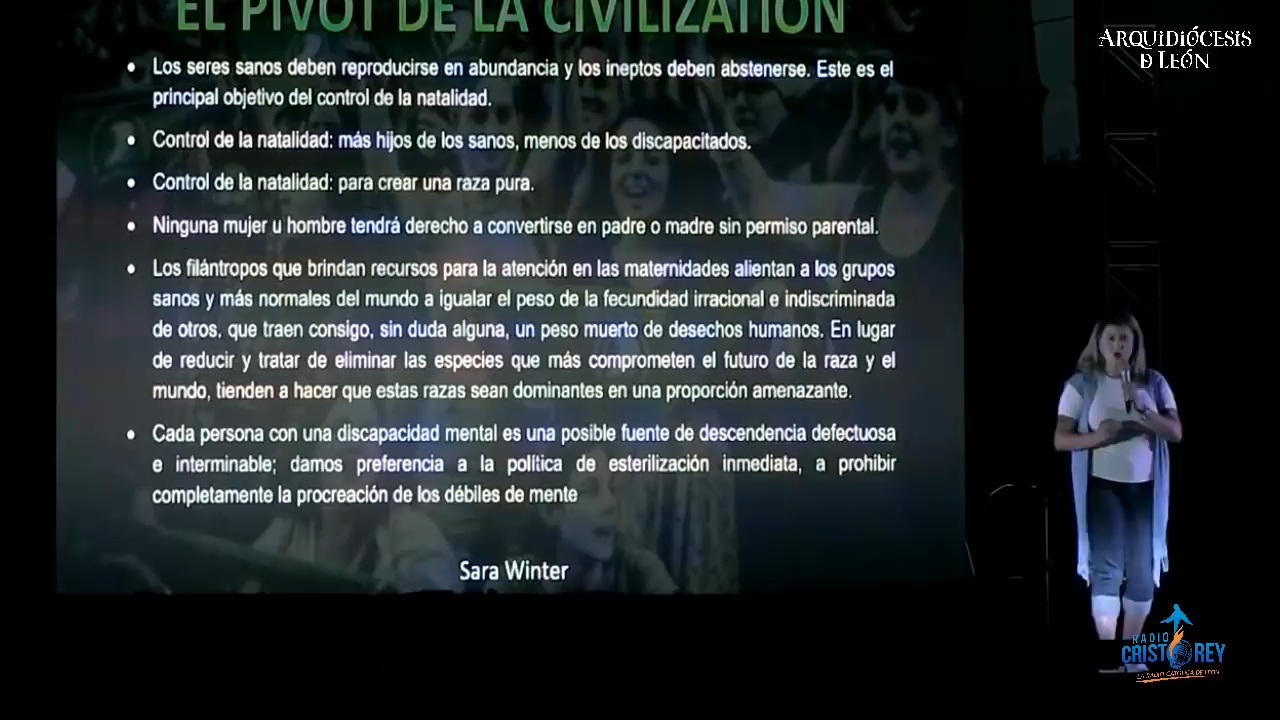 EL PIVOT DE LA CIVILIZATION
ARQUIDIÓCESIS
D LEÓN
• Los seres sanos deben reproducirse en abundancia y los ineptos deben abstenerse. Este es el
principal objetivo del control de la natalidad.
• Control de la natalidad: más hijos de los sanos, menos de los discapacitados.
• Control de la natalidad: para crear una raza pura.
• Ninguna mujer u hombre tendrá derecho a convertirse en padre o madre sin permiso parental.
• Los filántropos que brindan recursos para la atención en las maternidades alientan a los grupos
sanos y más normales del mundo a igualar el peso de la fecundidad irracional e indiscriminada
de otros, que traen consigo, sin duda alguna, un peso muerto de desechos humanos. En lugar
de reducir y tratar de eliminar las especies que más comprometen el futuro de la raza y el
mundo, tienden a hacer que estas razas sean dominantes en una proporción amenazante.
• Cada persona con una discapacidad mental es una posible fuente de descendencia defectuosa
e interminable; damos preferencia a la política de esterilización inmediata, a prohibir
completamente la procreación de los débiles de mente
Sara Winter
RADIO
CRISTO REY
LA RADIO CATÓLICA DE LEÓN